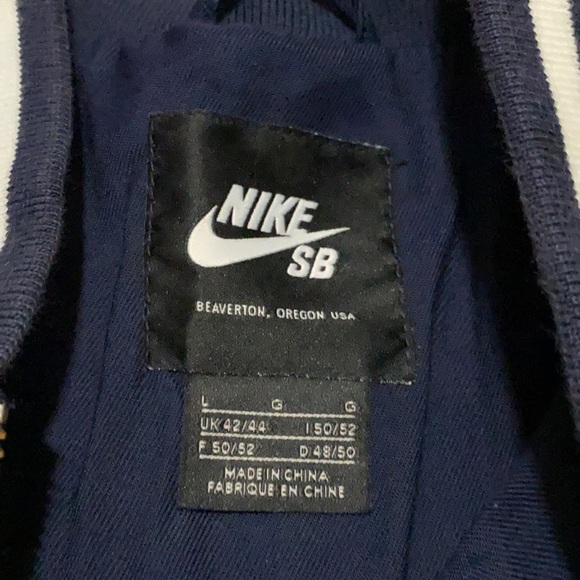 NIKE
SB
BEAVERTON, OREGON USA
L G G
UK 42/44 I 50/52
F 50/52 D 48/50
MADE IN CHINA
FABRIQUE EN CHINE